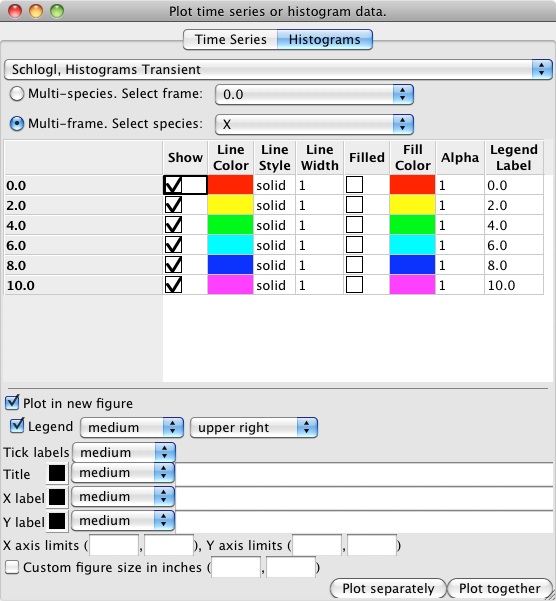 Plot time series or histogram data.
Time Series Histograms
Schlogl, Histograms Transient
Multi-species. Select frame: 0.0
Multi-frame. Select species: X
Show Line Color Line Style Line Width Filled Fill Color Alpha Legend Label
0.0 solid 1 1 0.0
2.0 solid 1 1 2.0
4.0 solid 1 1 4.0
6.0 solid 1 1 6.0
8.0 solid 1 1 8.0
10.0 solid 1 1 10.0
Plot in new figure
Legend medium upper right
Tick labels medium
Title medium
X label medium
Y label medium
X axis limits ( , ), Y axis limits ( , )
Custom figure size in inches ( , )
Plot separately Plot together